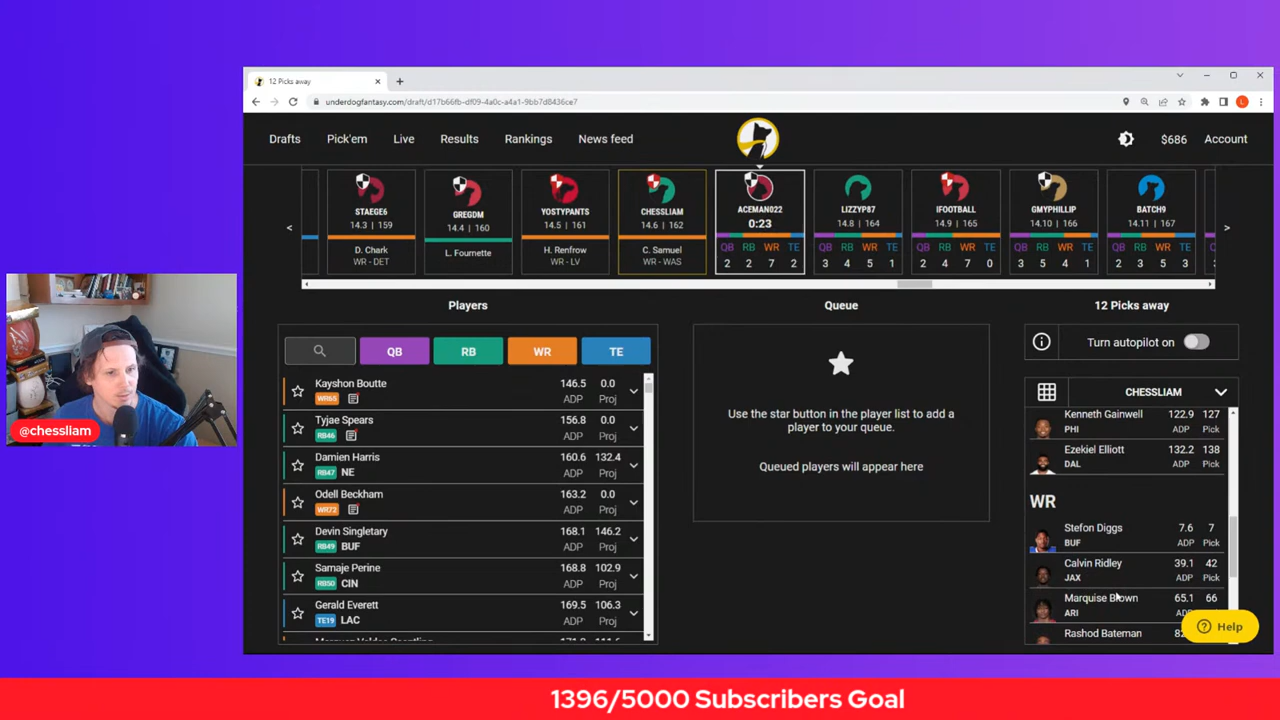 12 Picks away
underdogfantasy.com/draft/d17b66fb-df09-4a0c-a4a1-9bb7d8436ce7
Drafts Pick'em Live Results Rankings News feed $686 Account
STAEGE6
14.3 | 159
D. Chark
WR - DET
GREGDM
14.4 | 160
L. Fournette
YOSTYPANTS
14.5 | 161
H. Renfrow
WR - LV
CHESSLIAM
14.6 | 162
C. Samuel
WR - WAS
ACEMAN022
0:23
QB RB WR TE
2 2 7 2
LIZZYP87
14.8 | 164
QB RB WR TE
3 4 5 1
IFOOTBALL
14.9 | 165
QB RB WR TE
2 4 7 0
GMYPHILLIP
14.10 | 166
QB RB WR TE
3 5 4 1
BATCH9
14.11 | 167
QB RB WR TE
2 3 5 3
Players
QB RB WR TE
Kayshon Boutte 146.5 0.0
WR65 ADP Proj
Tyjae Spears 156.8 0.0
RB46 ADP Proj
Damien Harris 160.6 132.4
RB47 NE ADP Proj
Odell Beckham 163.2 0.0
WR72 ADP Proj
Devin Singletary 168.1 146.2
RB49 BUF ADP Proj
Samaje Perine 168.8 102.9
RB50 CIN ADP Proj
Gerald Everett 169.5 106.3
TE19 LAC ADP Proj
Queue
Use the star button in the player list to add a
player to your queue.
Queued players will appear here
12 Picks away
Turn autopilot on
CHESSLIAM
Kenneth Gainwell 122.9 127
PHI ADP Pick
Ezekiel Elliott 132.2 138
DAL ADP Pick
WR
Stefon Diggs 7.6 7
BUF ADP Pick
Calvin Ridley 39.1 42
JAX ADP Pick
Marquise Brown 65.1 66
ARI ADP
Rashod Bateman
Help
@chessliam
1396/5000 Subscribers Goal